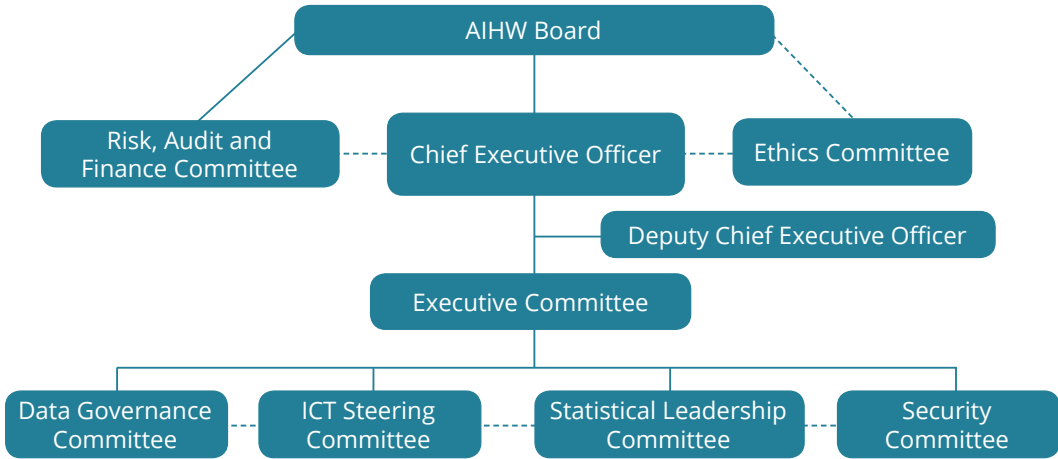 AIHW Board
Risk, Audit and
Finance Committee
Chief Executive Officer
Ethics Committee
Deputy Chief Executive Officer
Executive Committee
Data Governance
Committee
ICT Steering
Committee
Statistical Leadership
Committee
Security
Committee